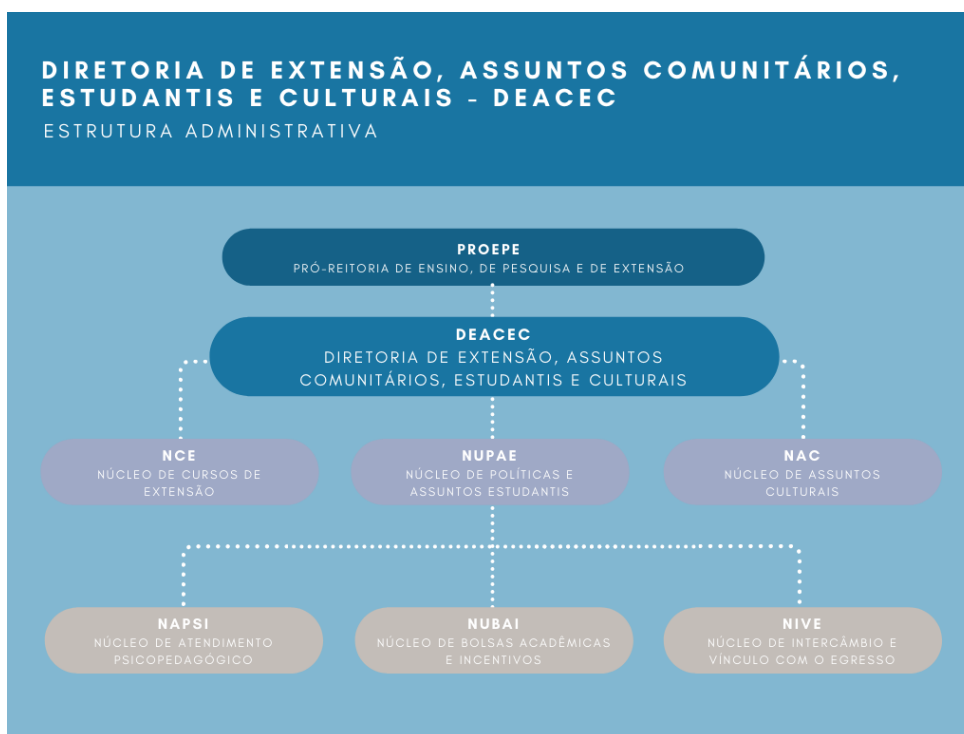 DIRETORIA DE EXTENSÃO, ASSUNTOS COMUNITÁRIOS,
ESTUDANTIS E CULTURAIS - DEACEC
ESTRUTURA ADMINISTRATIVA
PROEPE
PRÓ-REITORIA DE ENSINO, DE PESQUISA E DE EXTENSÃO
DEACEC
DIRETORIA DE EXTENSÃO, ASSUNTOS
COMUNITÁRIOS, ESTUDANTIS E CULTURAIS
NCE
NÚCLEO DE CURSOS DE
EXTENSÃO
NUPAE
NÚCLEO DE POLÍTICAS E
ASSUNTOS ESTUDANTIS
NAC
NÚCLEO DE ASSUNTOS
CULTURAIS
NAPSI
NÚCLEO DE ATENDIMENTO
PSICOPEDAGÓGICO
NUBAI
NÚCLEO DE BOLSAS ACADÊMICAS
E INCENTIVOS
NIVE
NÚCLEO DE INTERCÂMBIO E
VÍNCULO COM O EGRESSO